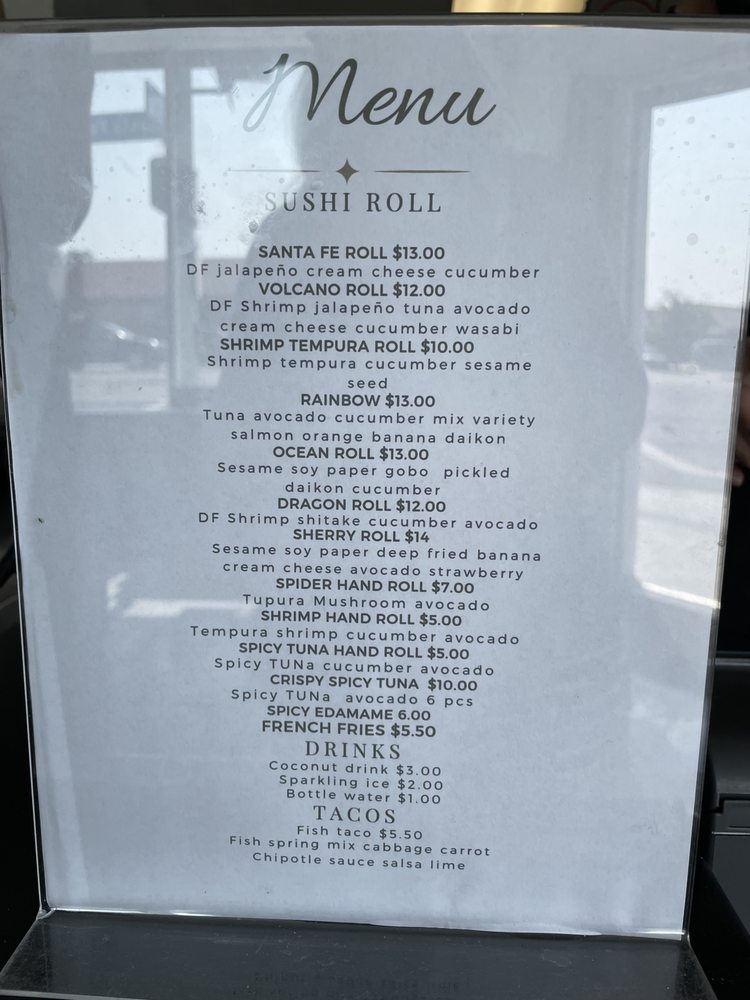 Menu
SUSHI ROLL
SANTA FE ROLL $13.00
DF jalapeño cream cheese cucumber
VOLCANO ROLL $12.00
DF Shrimp jalapeño tuna avocado
cream cheese cucumber wasabi
SHRIMP TEMPURA ROLL $10.00
Shrimp tempura cucumber sesame
seed
RAINBOW $13.00
Tuna avocado cucumber mix variety
salmon orange banana daikon
OCEAN ROLL $13.00
Sesame soy paper gobo pickled
daikon cucumber
DRAGON ROLL $12.00
DF Shrimp shitake cucumber avocado
SHERRY ROLL $14
Sesame soy paper deep fried banana
cream cheese avocado strawberry
SPIDER HAND ROLL $7.00
Tupura Mushroom avocado
SHRIMP HAND ROLL $5.00
Tempura shrimp cucumber avocado
SPICY TUNA HAND ROLL $5.00
Spicy TUNa cucumber avocado
CRISPY SPICY TUNA $10.00
Spicy TUNa avocado 6 pcs
SPICY EDAMAME 6.00
FRENCH FRIES $5.50
DRINKS
Coconut drink $3.00
Sparkling ice $2.00
Bottle water $1.00
TACOS
Fish taco $5.50
Fish spring mix cabbage carrot
Chipotle sauce salsa lime